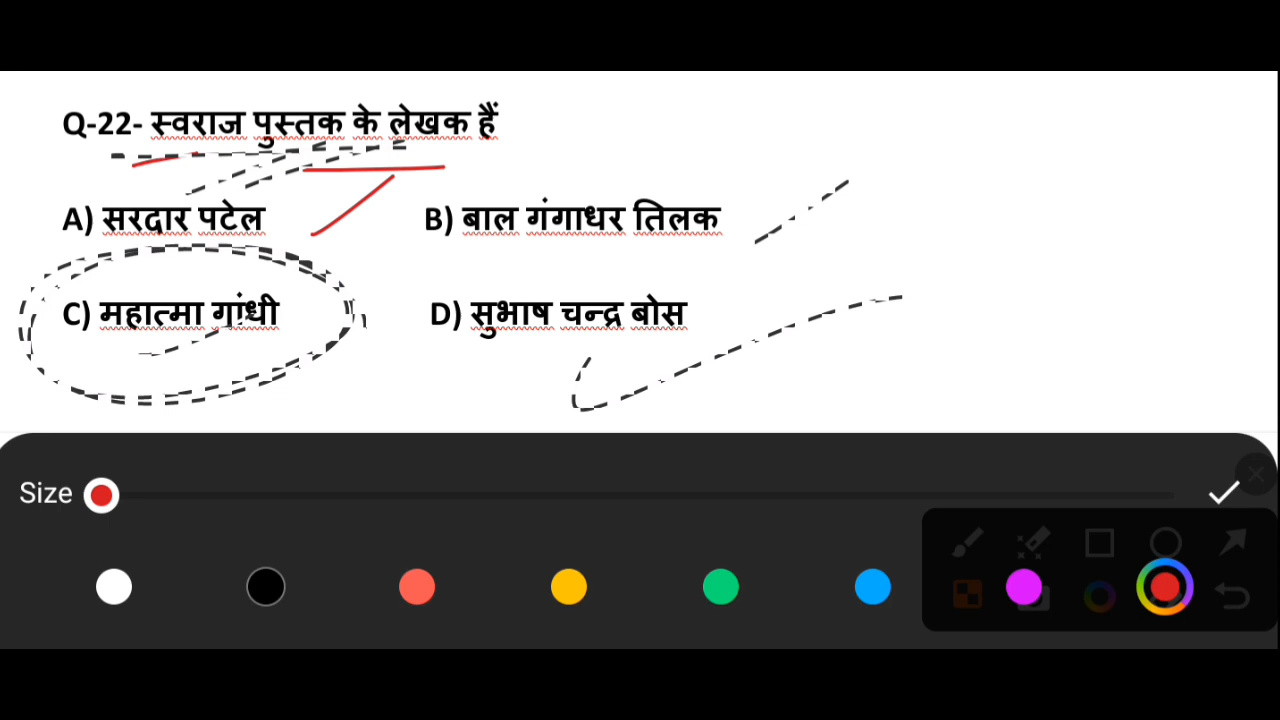 Q-22- स्वराज पुस्तक के लेखक हैं
A) सरदार पटेल B) बाल गंगाधर तिलक
C) महात्मा गांधी D) सुभाष चन्द्र बोस
Size